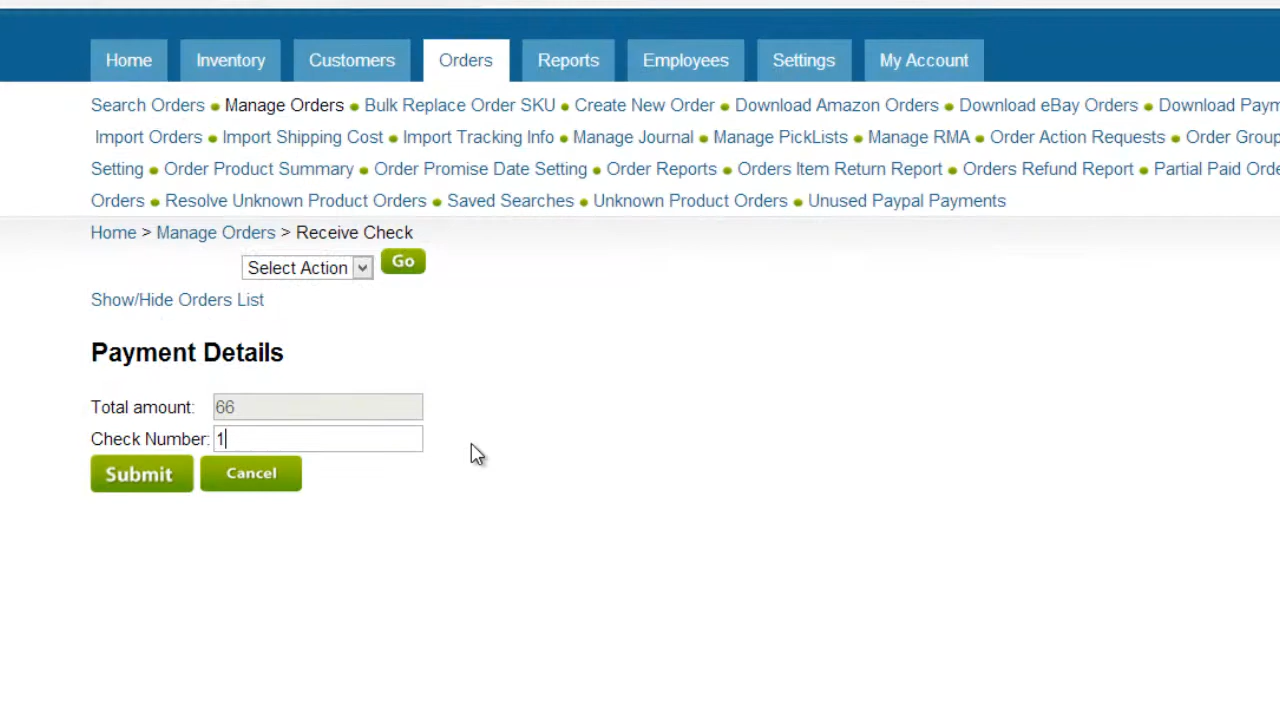 Home Inventory Customers Orders Reports Employees Settings My Account
Search Orders • Manage Orders • Bulk Replace Order SKU • Create New Order • Download Amazon Orders • Download eBay Orders • Download Paym
Import Orders • Import Shipping Cost • Import Tracking Info • Manage Journal • Manage PickLists • Manage RMA • Order Action Requests • Order Group
Setting • Order Product Summary • Order Promise Date Setting • Order Reports • Orders Item Return Report • Orders Refund Report • Partial Paid Orde
Orders • Resolve Unknown Product Orders • Saved Searches • Unknown Product Orders • Unused Paypal Payments
Home > Manage Orders > Receive Check
Select Action Go
Show/Hide Orders List
Payment Details
Total amount: 66
Check Number: 1
Submit Cancel